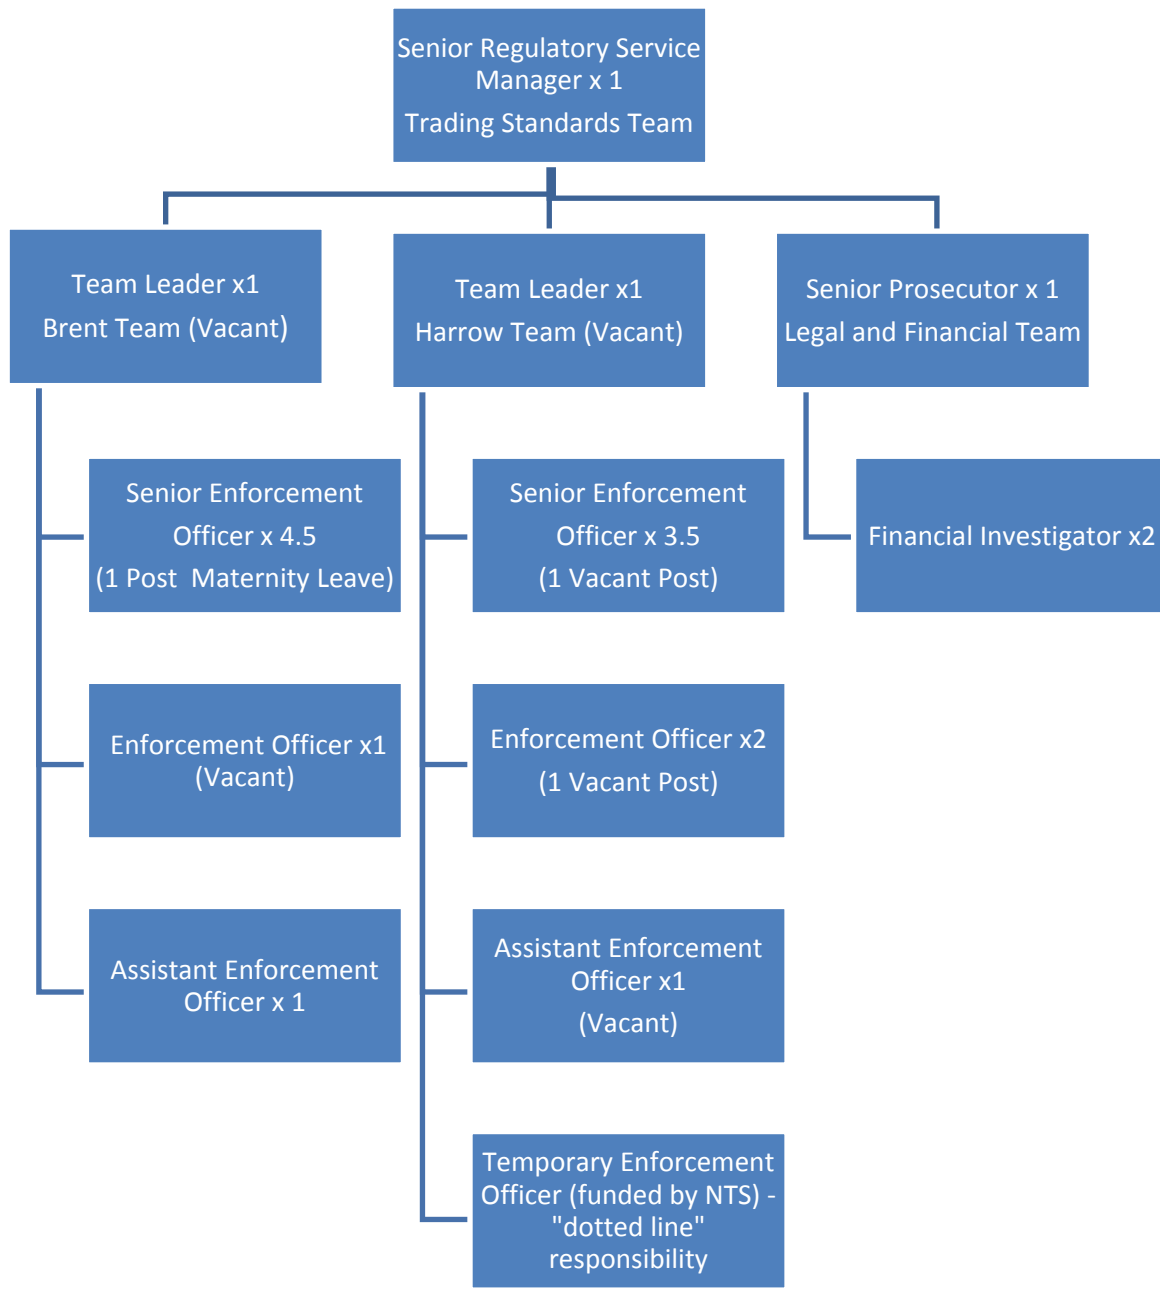 Senior Regulatory Service
Manager x 1
Trading Standards Team
Team Leader x1
Brent Team (Vacant)
Team Leader x1
Harrow Team (Vacant)
Senior Prosecutor x 1
Legal and Financial Team
Senior Enforcement
Officer x 4.5
(1 Post  Maternity Leave)
Senior Enforcement
Officer x 3.5
(1 Vacant Post)
Financial Investigator x2
Enforcement Officer x1
(Vacant)
Enforcement Officer x2
(1 Vacant Post)
Assistant Enforcement
Officer x 1
Assistant Enforcement
Officer x1
(Vacant)
Temporary Enforcement
Officer (funded by NTS) -
"dotted line"
responsibility